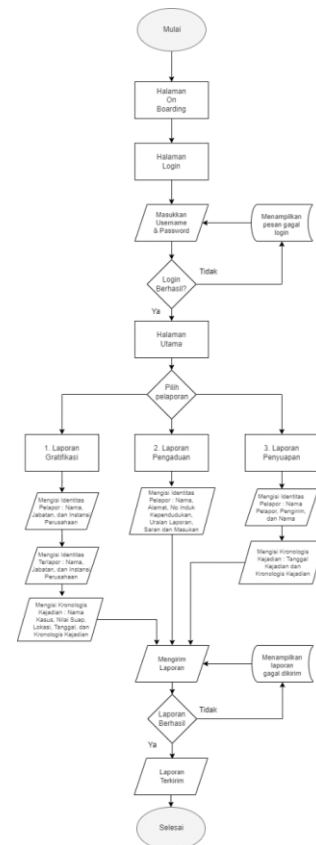 Mulai
Halaman
On
Boarding
Halaman
Login
Masukkan
Username
& Password
Menampilkan
pesan gagal
login
Tidak
Login
Berhasil?
Ya
Halaman
Utama
Pilih
pelaporan
1. Laporan
Gratifikasi
2. Laporan
Pengaduan
3. Laporan
Penyuapan
Mengisi Identitas
Pelapor : Nama,
Jabatan, dan Instansi
Perusahaan
Mengisi Identitas
Pelapor : Nama,
Alamat, No Induk
Kependudukan,
Uraian Laporan,
Saran dan Masukan
Mengisi Identitas
Pelapor : Nama
Pelapor, Pengirim,
dan Nama
Mengisi Identitas
Terlapor : Nama,
Jabatan, dan Instansi
Perusahaan
Mengisi Kronologis
Kejadian : Tanggal
Kejadian dan Kronologis
Kejadian
Mengisi Kronologis
Kejadian : Nama
Kasus, Nilai Suap,
Lokasi, Tanggal, dan
Kronologis Kejadian
Mengirim
Laporan
Menampilkan
laporan
gagal dikirim
Tidak
Laporan
Berhasil
Ya
Laporan
Terkirim
Selesai